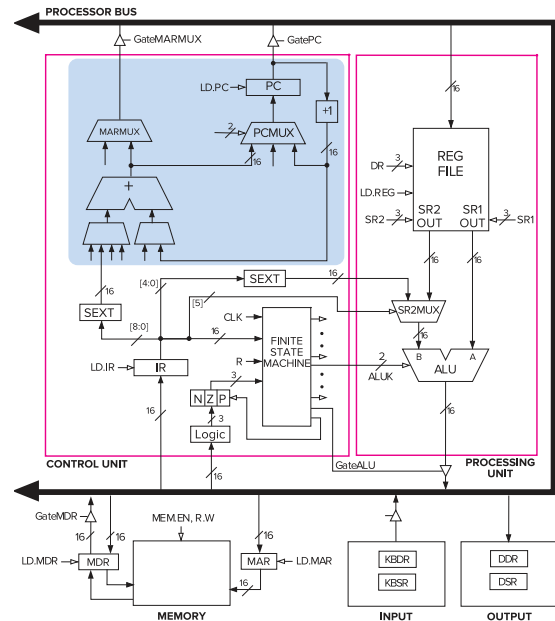 PROCESSOR BUS
GateMARMUX
GatePC
LD.PC
PC
+1
16
MARMUX
2
PCMUX
16
16
REG
FILE
DR
3
LD.REG
SR2
3
SR2
OUT
SR1
OUT
3
SR1
+
16
16
16
[4:0]
SEXT
16
SEXT
[8:0]
[5]
16
CLK
FINITE
STATE
MACHINE
R
SR2MUX
16
B
A
ALU
2
ALUK
LD.IR
IR
3
N Z P
3
Logic
16
16
16
CONTROL UNIT
GateALU
PROCESSING
UNIT
GateMDR
16
16
LD.MDR
MDR
MEM.EN, R.W
16
MAR
LD.MAR
16
MEMORY
KBDR
KBSR
INPUT
DDR
DSR
OUTPUT